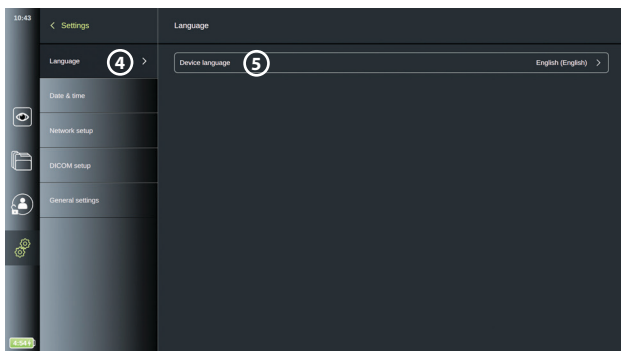 10:43
Settings
Language
Language
4
Device language
5
English (English)
Date & time
Network setup
DICOM setup
General settings
4:54